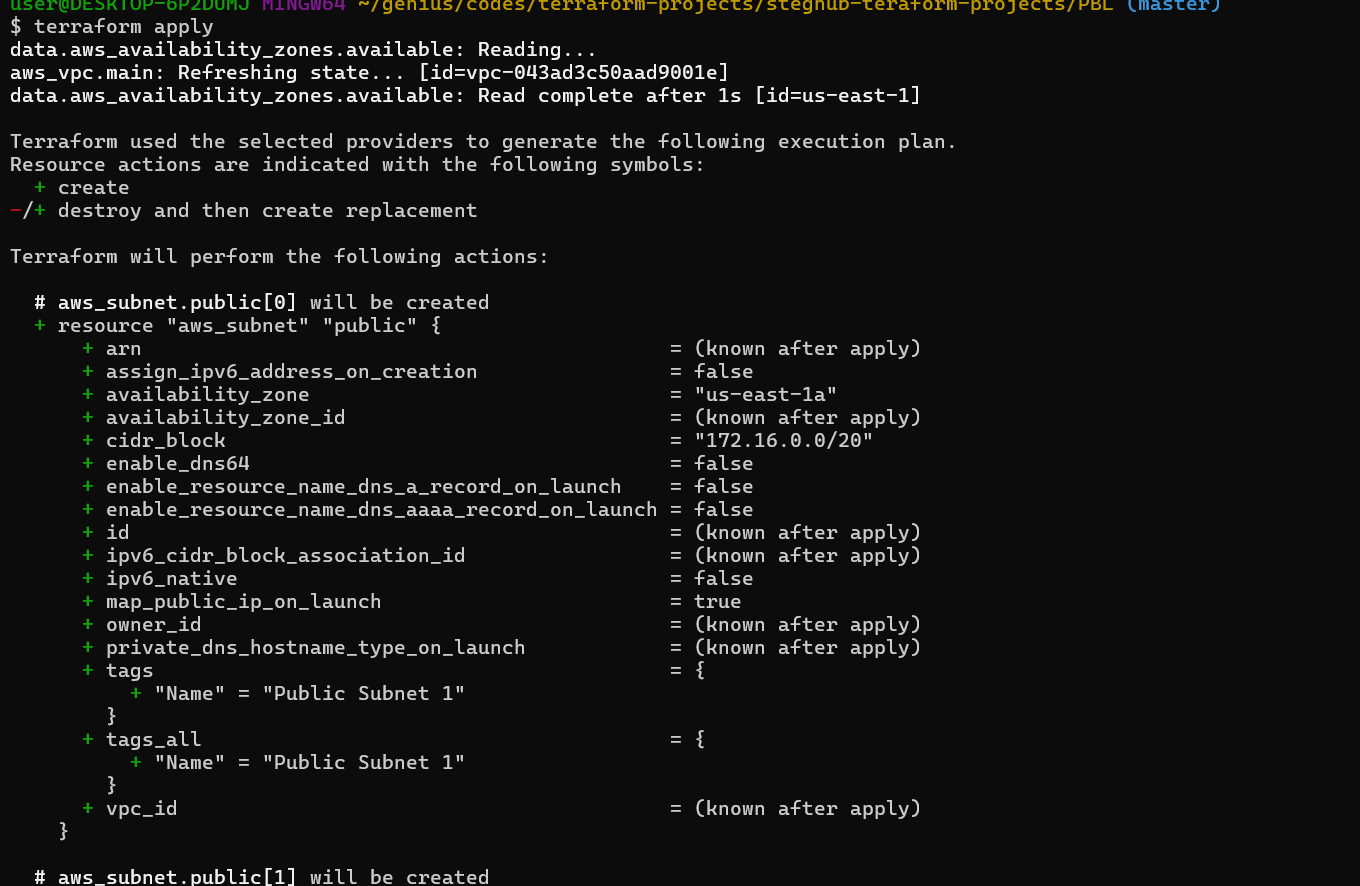 user@DESKTOP-6P2DUMJ MINGW64 ~/genius/codes/terraform-projects/steghub-teraform-projects/PBL (master)
$ terraform apply
data.aws_availability_zones.available: Reading...
aws_vpc.main: Refreshing state... [id=vpc-043ad3c50aad9001e]
data.aws_availability_zones.available: Read complete after 1s [id=us-east-1]
Terraform used the selected providers to generate the following execution plan.
Resource actions are indicated with the following symbols:
  + create
-/+ destroy and then create replacement
Terraform will perform the following actions:
  # aws_subnet.public[0] will be created
  + resource "aws_subnet" "public" {
      + arn                                            = (known after apply)
      + assign_ipv6_address_on_creation                = false
      + availability_zone                              = "us-east-1a"
      + availability_zone_id                           = (known after apply)
      + cidr_block                                     = "172.16.0.0/20"
      + enable_dns64                                   = false
      + enable_resource_name_dns_a_record_on_launch    = false
      + enable_resource_name_dns_aaaa_record_on_launch = false
      + id                                             = (known after apply)
      + ipv6_cidr_block_association_id                 = (known after apply)
      + ipv6_native                                    = false
      + map_public_ip_on_launch                        = true
      + owner_id                                       = (known after apply)
      + private_dns_hostname_type_on_launch            = (known after apply)
      + tags                                           = {
          + "Name" = "Public Subnet 1"
        }
      + tags_all                                       = {
          + "Name" = "Public Subnet 1"
        }
      + vpc_id                                         = (known after apply)
    }
  # aws_subnet.public[1] will be created